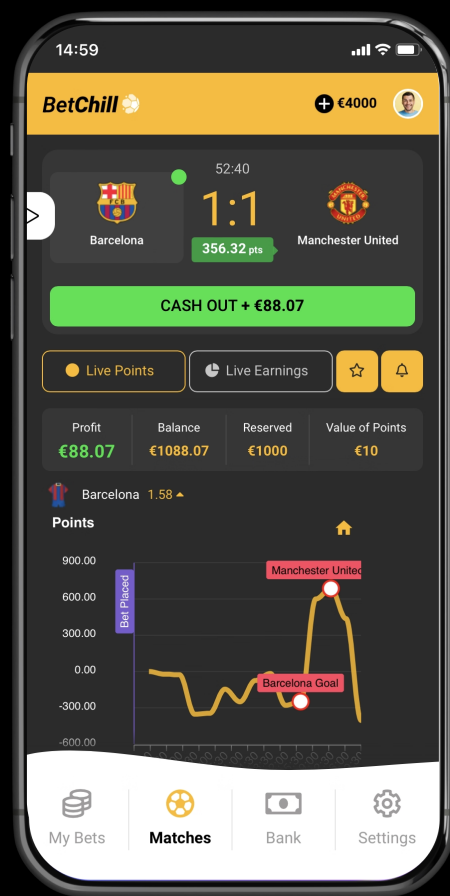 14:59
BetChill
€4000
52:40
1:1
Barcelona
Manchester United
356.32 pts
CASH OUT + €88.07
Live Points
Live Earnings
Profit
Balance
Reserved
Value of Points
€88.07
€1088.07
€1000
€10
Barcelona 1.58
Points
900.00
600.00
300.00
0.00
-300.00
-600.00
Bet Placed
Manchester United
Barcelona Goal
My Bets
Matches
Bank
Settings